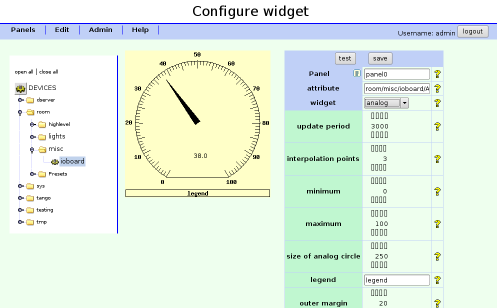 Configure widget
Panels Edit Admin Help
Username: admin logout
open all | close all
DEVICES
dserver
room
highlevel
lights
misc
ioboard
Presets
sys
tango
testing
tmp
50
40 60
30 70
20 80
10 90
38.0
0 100
legend
test save
Panel panel0
attribute room/misc/ioboard/A
widget analog
update period 3000
interpolation points 3
minimum 0
maximum 100
size of analog circle 250
legend legend
outer margin 20